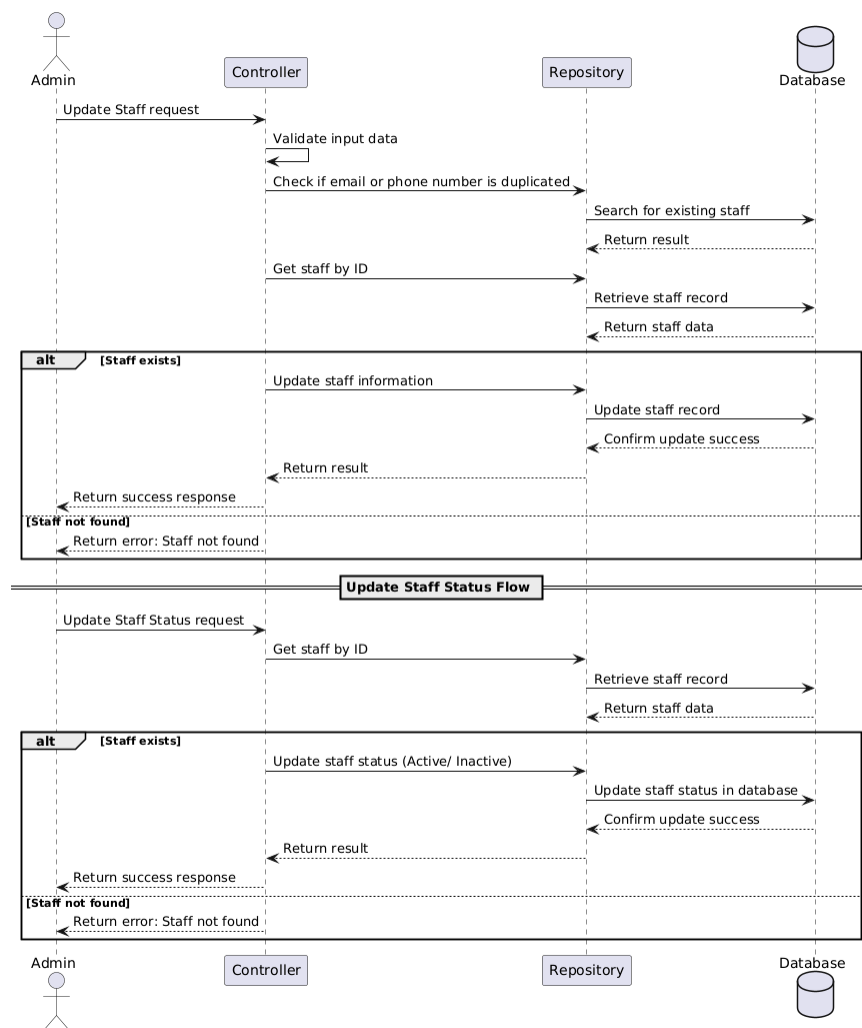 Admin
Controller
Repository
Database
Update Staff request
Validate input data
Check if email or phone number is duplicated
Search for existing staff
Return result
Get staff by ID
Retrieve staff record
Return staff data
alt [Staff exists]
Update staff information
Update staff record
Confirm update success
Return result
Return success response
[Staff not found]
Return error: Staff not found
Update Staff Status Flow
Update Staff Status request
Get staff by ID
Retrieve staff record
Return staff data
alt [Staff exists]
Update staff status (Active/ Inactive)
Update staff status in database
Confirm update success
Return result
Return success response
[Staff not found]
Return error: Staff not found
Admin
Controller
Repository
Database